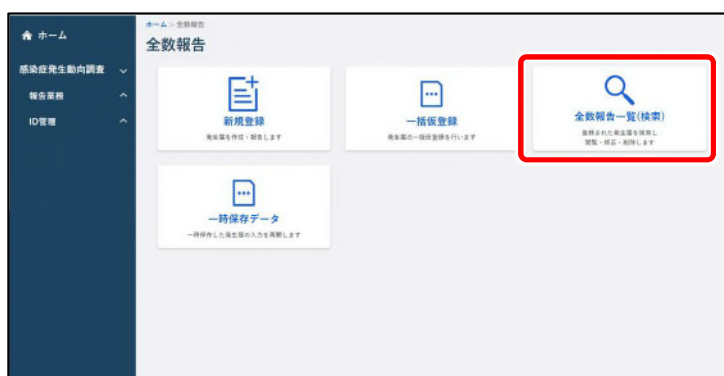 ホーム
感染症発生動向調査
報告業務
ID管理
ホーム > 全数報告
全数報告
新規登録
発生届を作成・報告します
一括仮登録
発生届の一括仮登録を行います
全数報告一覧(検索)
登録された発生届を検索し
閲覧・修正・削除します
一時保存データ
一時保存した発生届の入力を再開します